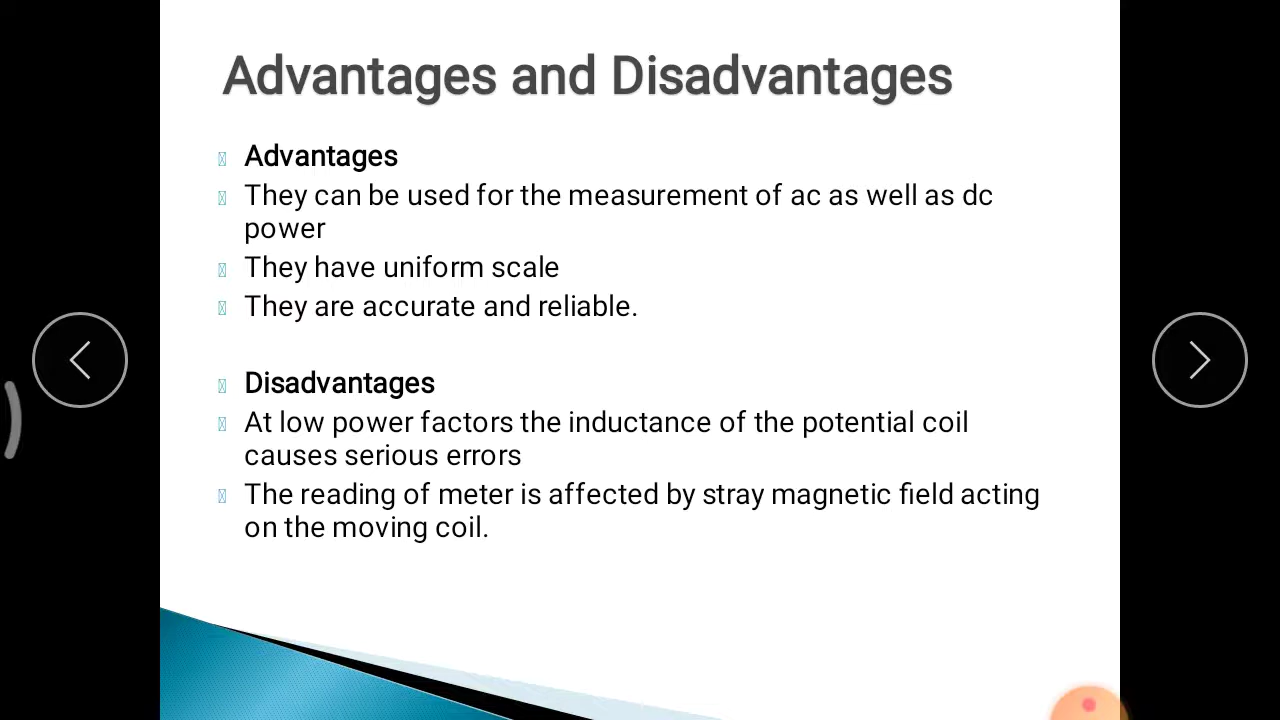 Advantages and Disadvantages
Advantages
They can be used for the measurement of ac as well as dc
power
They have uniform scale
They are accurate and reliable.
Disadvantages
At low power factors the inductance of the potential coil
causes serious errors
The reading of meter is affected by stray magnetic field acting
on the moving coil.